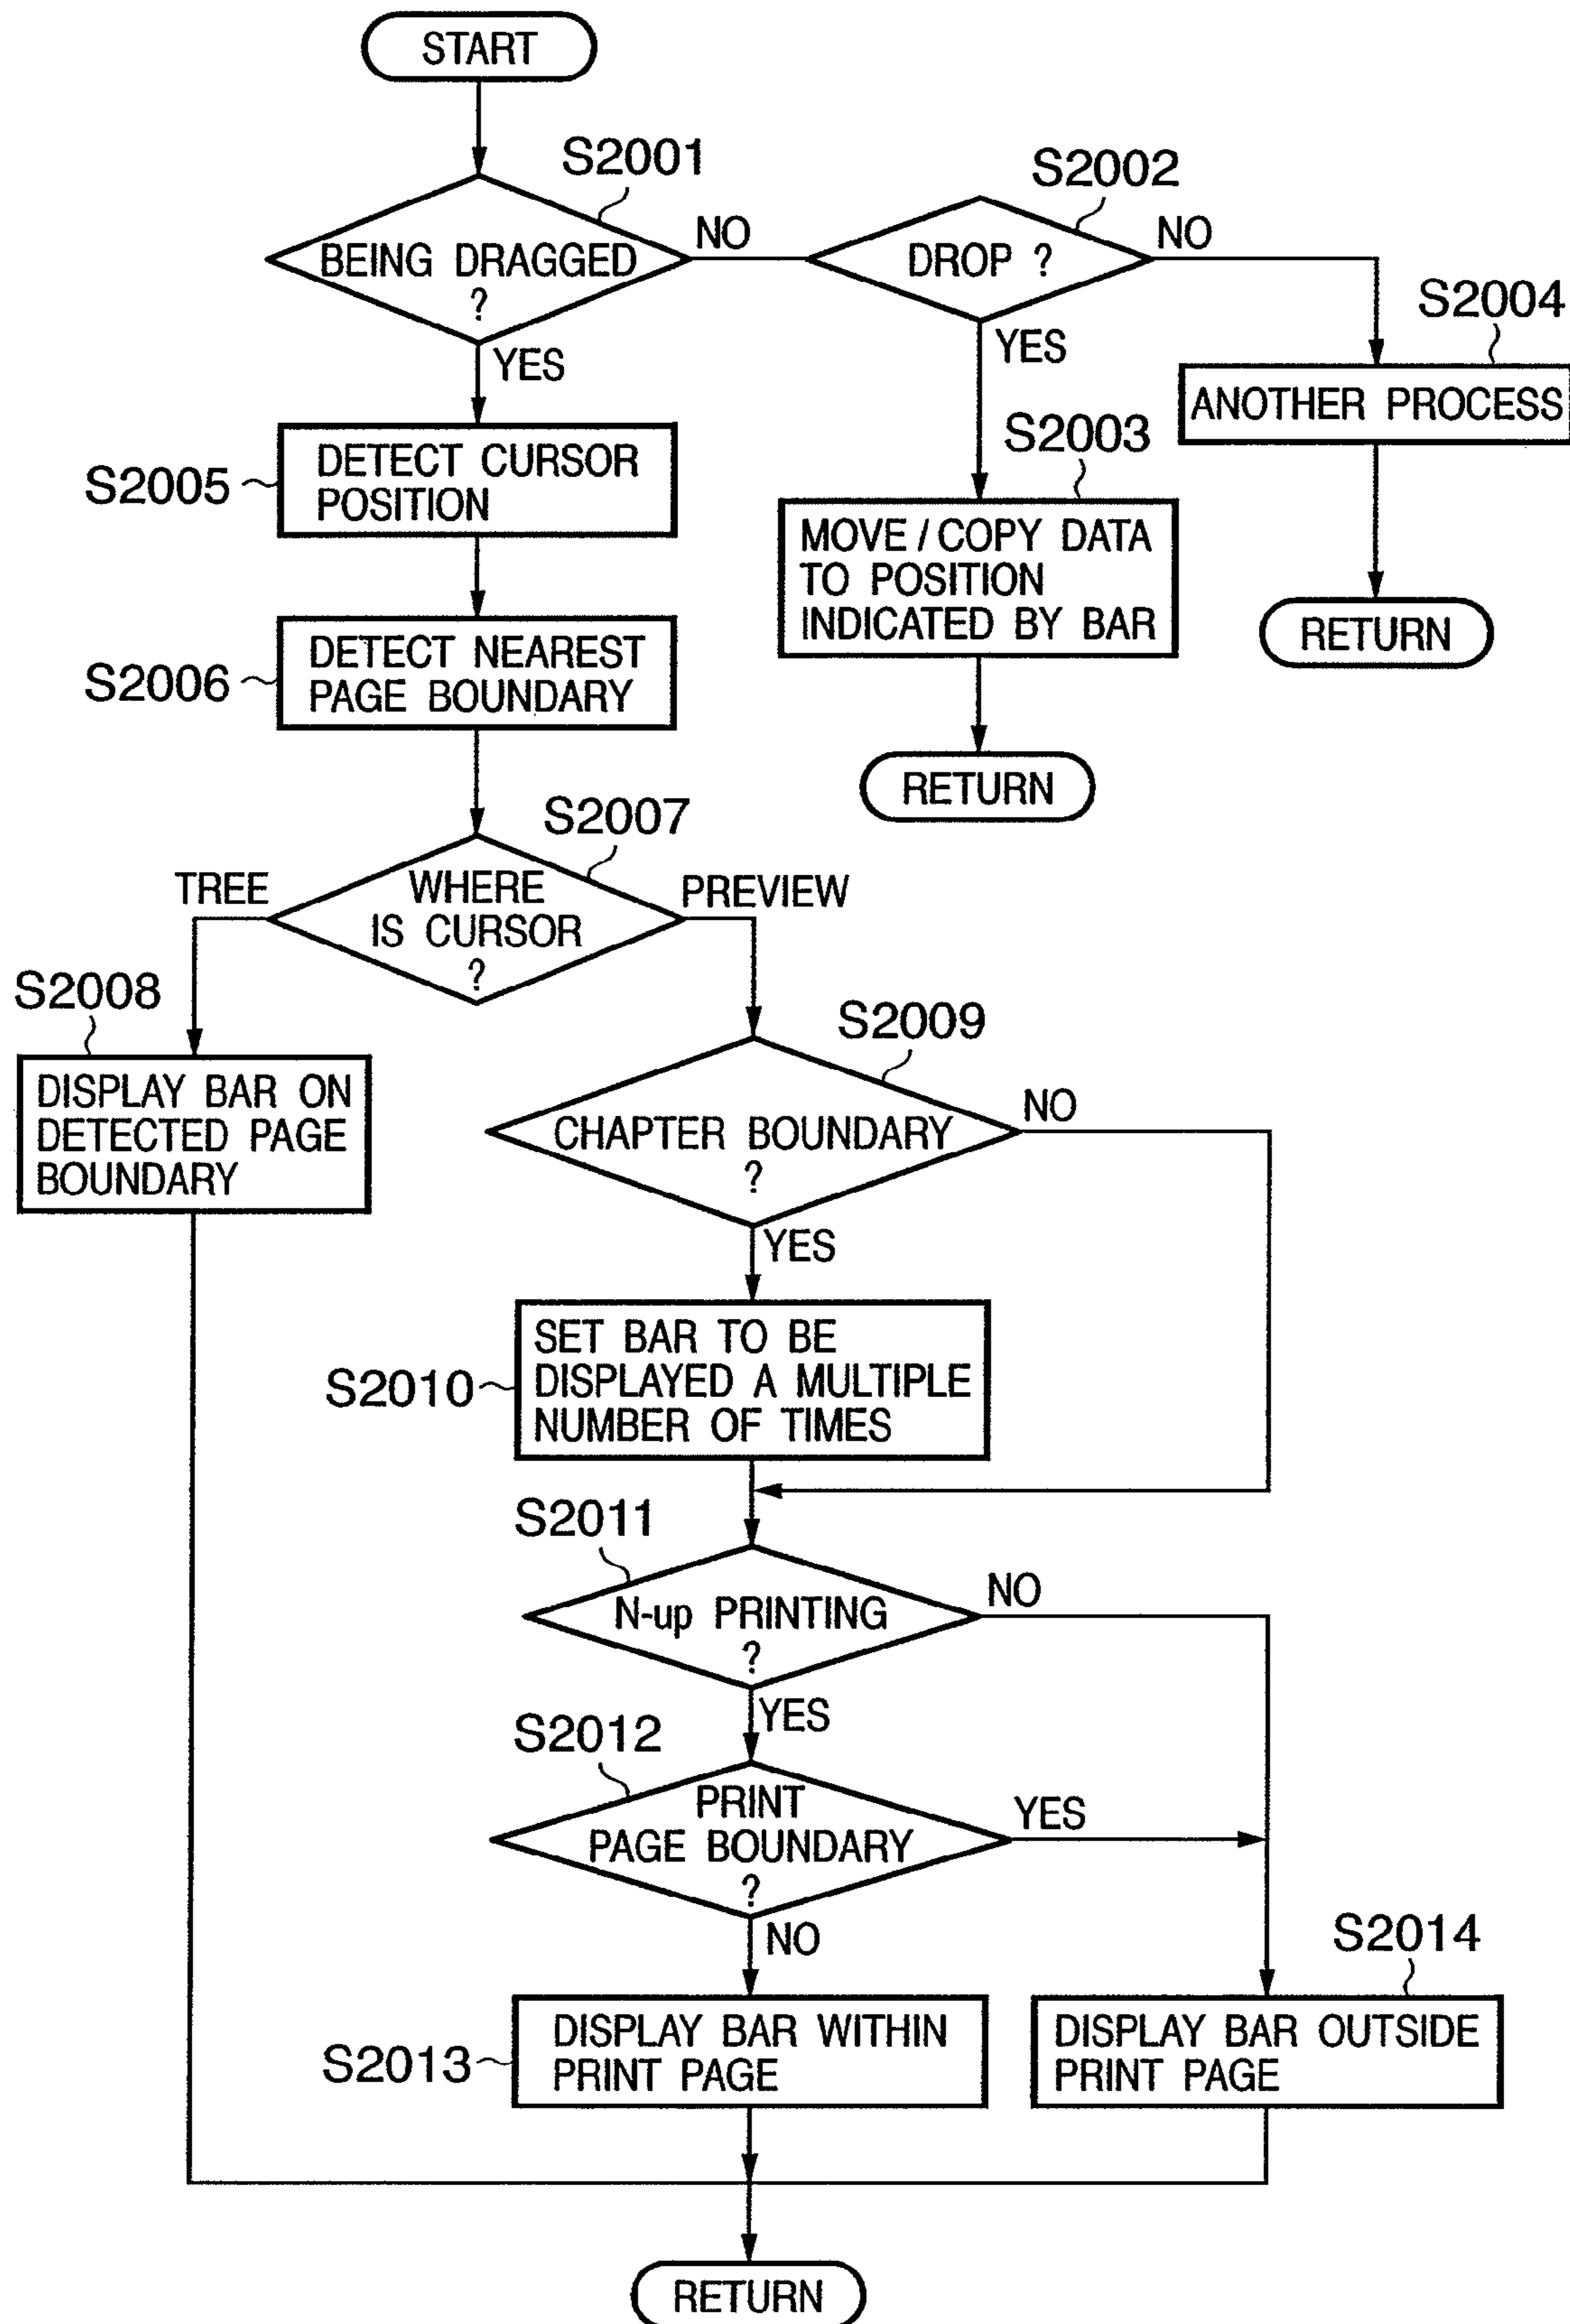 START
S2001
BEING DRAGGED
?
NO
YES
S2002
DROP ?
NO
YES
S2004
ANOTHER PROCESS
RETURN
S2003
MOVE / COPY DATA
TO POSITION
INDICATED BY BAR
RETURN
S2005
DETECT CURSOR
POSITION
S2006
DETECT NEAREST
PAGE BOUNDARY
S2007
WHERE
IS CURSOR
?
TREE
PREVIEW
S2008
DISPLAY BAR ON
DETECTED PAGE
BOUNDARY
S2009
CHAPTER BOUNDARY
?
NO
YES
S2010
SET BAR TO BE
DISPLAYED A MULTIPLE
NUMBER OF TIMES
S2011
N-up PRINTING
?
NO
YES
S2012
PRINT
PAGE BOUNDARY
?
YES
NO
S2013
DISPLAY BAR WITHIN
PRINT PAGE
S2014
DISPLAY BAR OUTSIDE
PRINT PAGE
RETURN